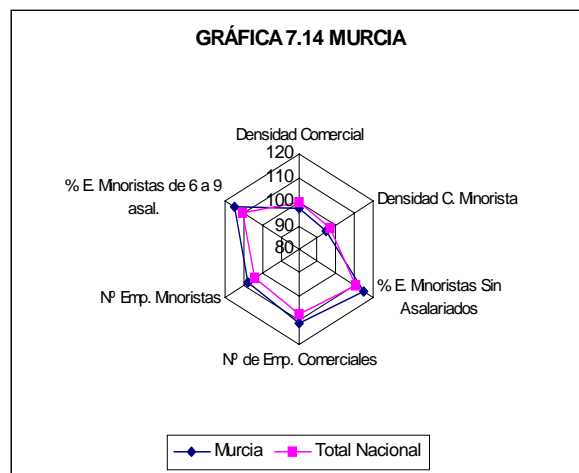 GRÁFICA 7.14 MURCIA
Densidad Comercial
120
110
100
90
80
% E. Minoristas de 6 a 9
asal.
Densidad C. Minorista
Nº Emp. Minoristas
% E. Minoristas Sin
Asalariados
Nº de Emp. Comerciales
Murcia
Total Nacional